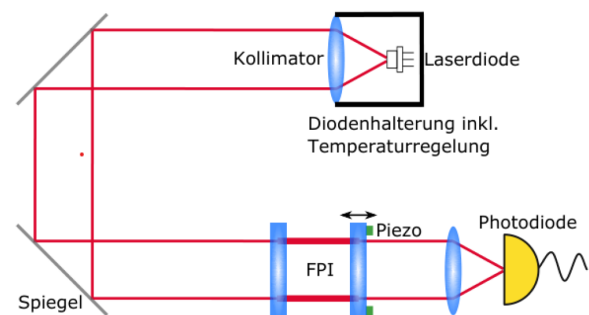 Kollimator
Laserdiode
Diodenhalterung inkl.
Temperaturregelung
Photodiode
Piezo
FPI
Spiegel